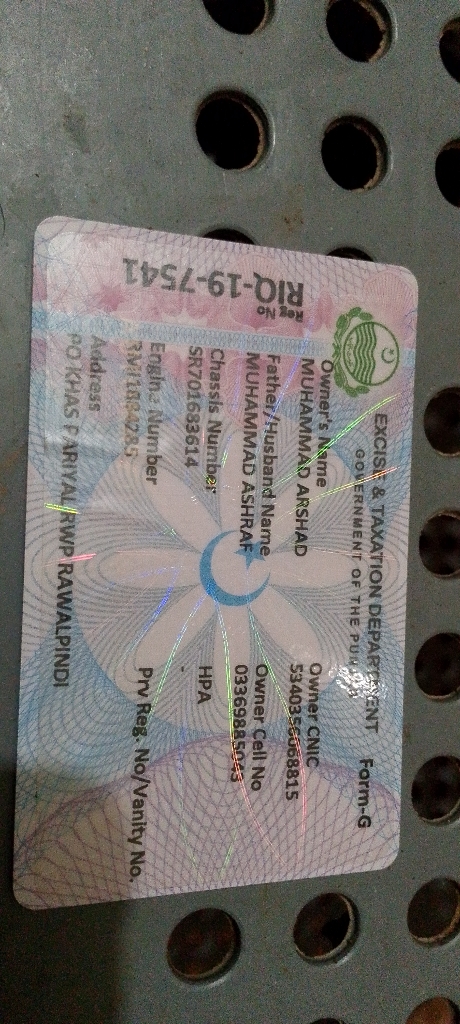 EXCISE & TAXATION DEPARTMENT
GOVERNMENT OF THE PUNJAB
Form-G
Reg No
RIQ-19-7541
Owner's Name
MUHAMMAD ARSHAD
Owner CNIC
Father/Husband Name
MUHAMMAD ASHRAF
Owner Cell No
Chassis Number
SR701683614
HPA
-
Engine Number
Prv Reg. No/Vanity No.
Address
PO KHAS PARIYAL RWP RAWALPINDI